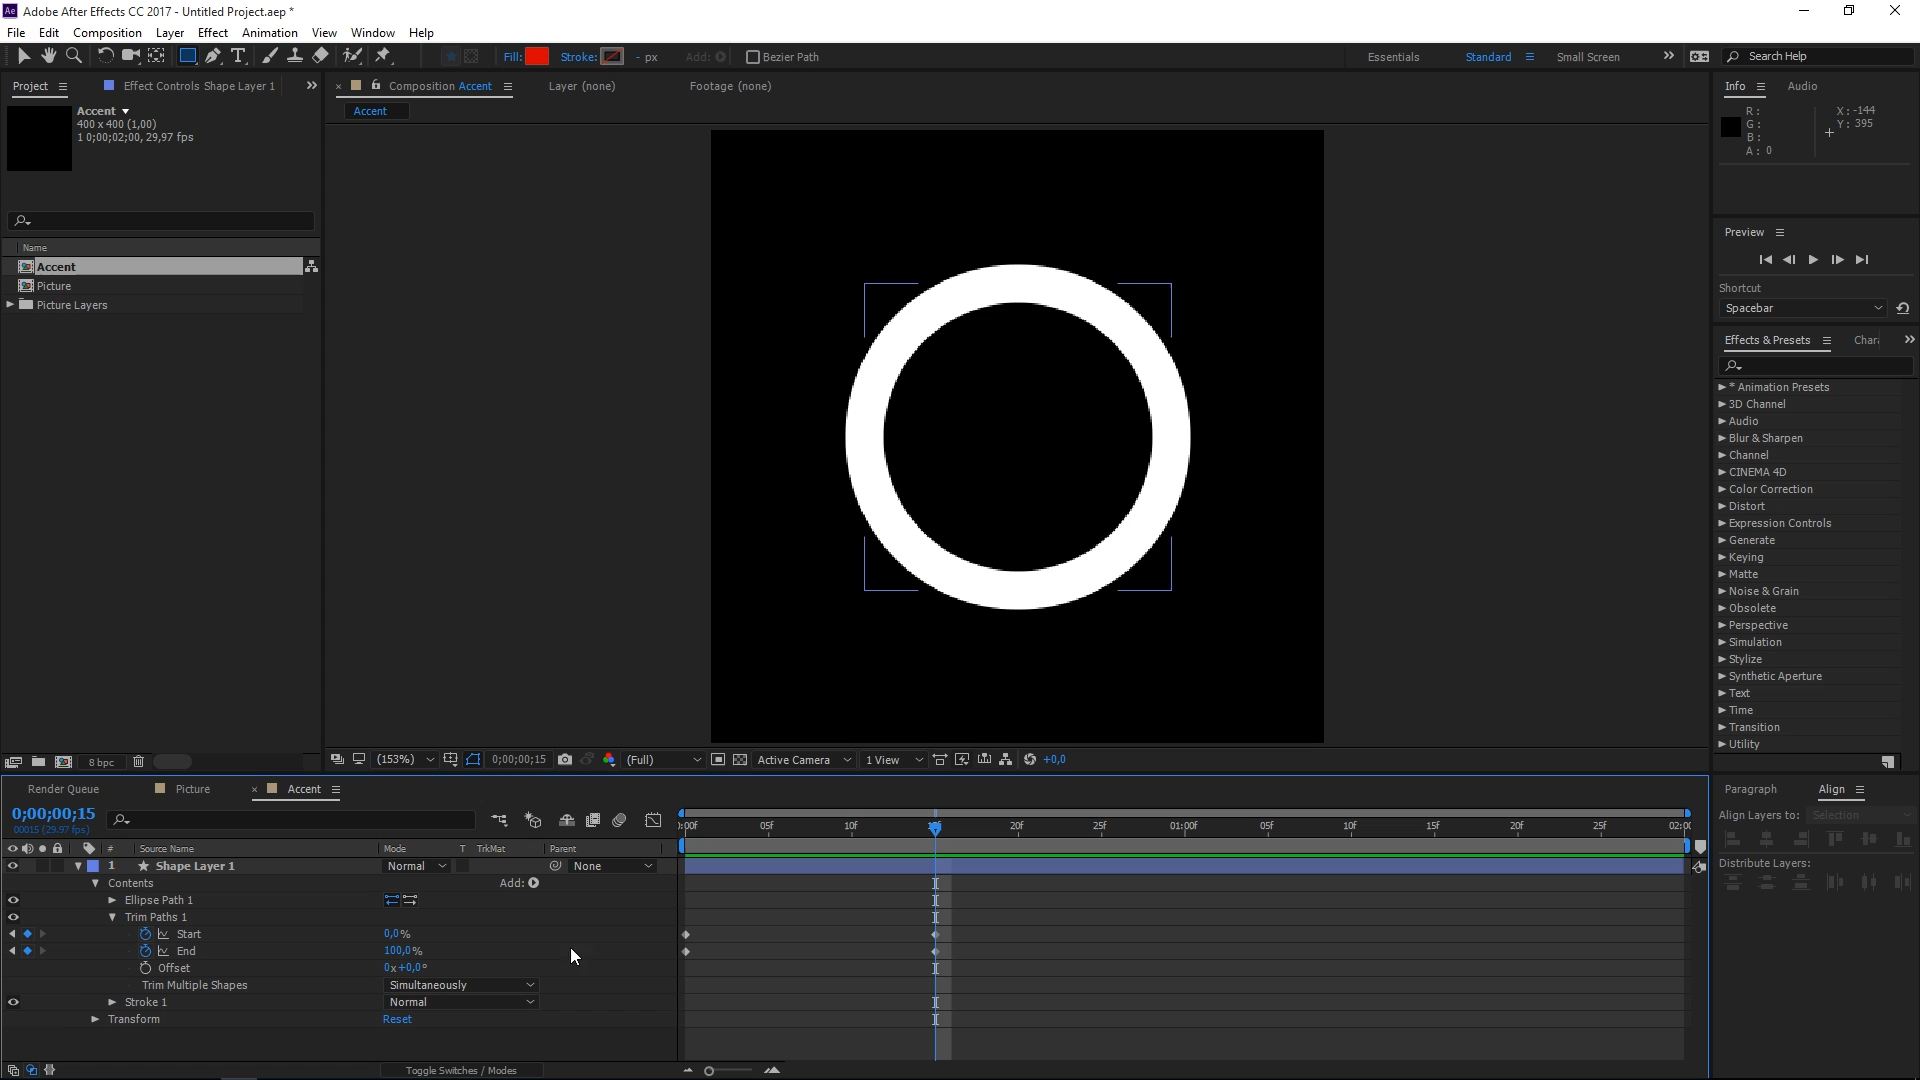 Adobe After Effects CC 2017 - Untitled Project.aep *
File Edit Composition Layer Effect Animation View Window Help
Fill: Stroke: - px Add: Bezier Path Essentials Standard Small Screen Search Help
Project Effect Controls Shape Layer 1 Composition Accent Layer (none) Footage (none) Info Audio
Accent
400 x 400 (1,00)
1 0;00;02;00, 29,97 fps
Accent
R:
G:
B:
A: 0
X: -144
Y: 395
Preview
Shortcut
Spacebar
Effects & Presets
Name
Accent
Picture
Picture Layers
* Animation Presets
3D Channel
Audio
Blur & Sharpen
Channel
CINEMA 4D
Color Correction
Distort
Expression Controls
Generate
Keying
Matte
Noise & Grain
Obsolete
Perspective
Simulation
Stylize
Synthetic Aperture
Text
Time
Transition
Utility
8 bpc (153%) 0;00;00;15 (Full) Active Camera 1 View +0,0
Render Queue Picture Accent Paragraph Align
0;00;00;15
00015 (29.97 fps)
Align Layers to: Selection
Distribute Layers:
05f 10f 20f 25f 01:00f 05f 10f 15f 20f 25f
# Source Name Mode T TrkMat Parent
1 Shape Layer 1 Normal None
Contents Add:
Ellipse Path 1
Trim Paths 1
Start 0,0%
End 100,0%
Offset 0x+0,0°
Trim Multiple Shapes Simultaneously
Stroke 1 Normal
Transform Reset
Toggle Switches / Modes